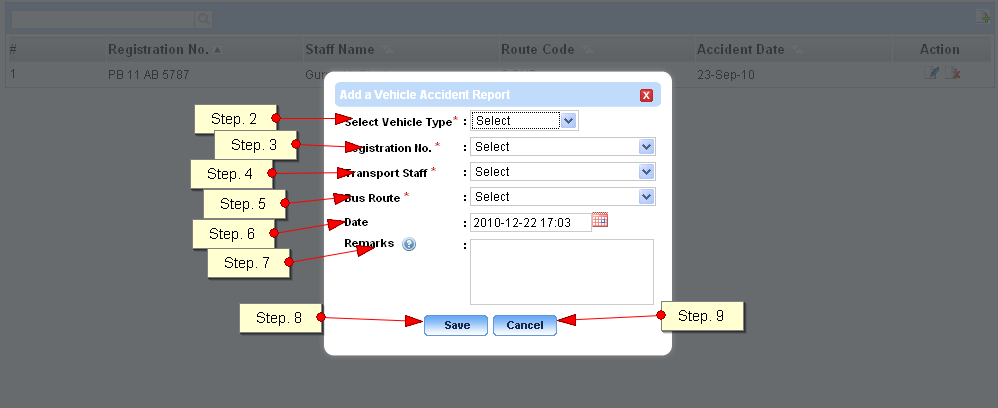 # Registration No. Staff Name Route Code Accident Date Action
1 PB 11 AB 5787 23-Sep-10
Add a Vehicle Accident Report X
Step. 2 Select Vehicle Type* : Select
Step. 3 Registration No. * : Select
Step. 4 Transport Staff * : Select
Step. 5 Bus Route * : Select
Step. 6 Date : 2010-12-22 17:03
Step. 7 Remarks ? :
Step. 8 Save Cancel Step. 9